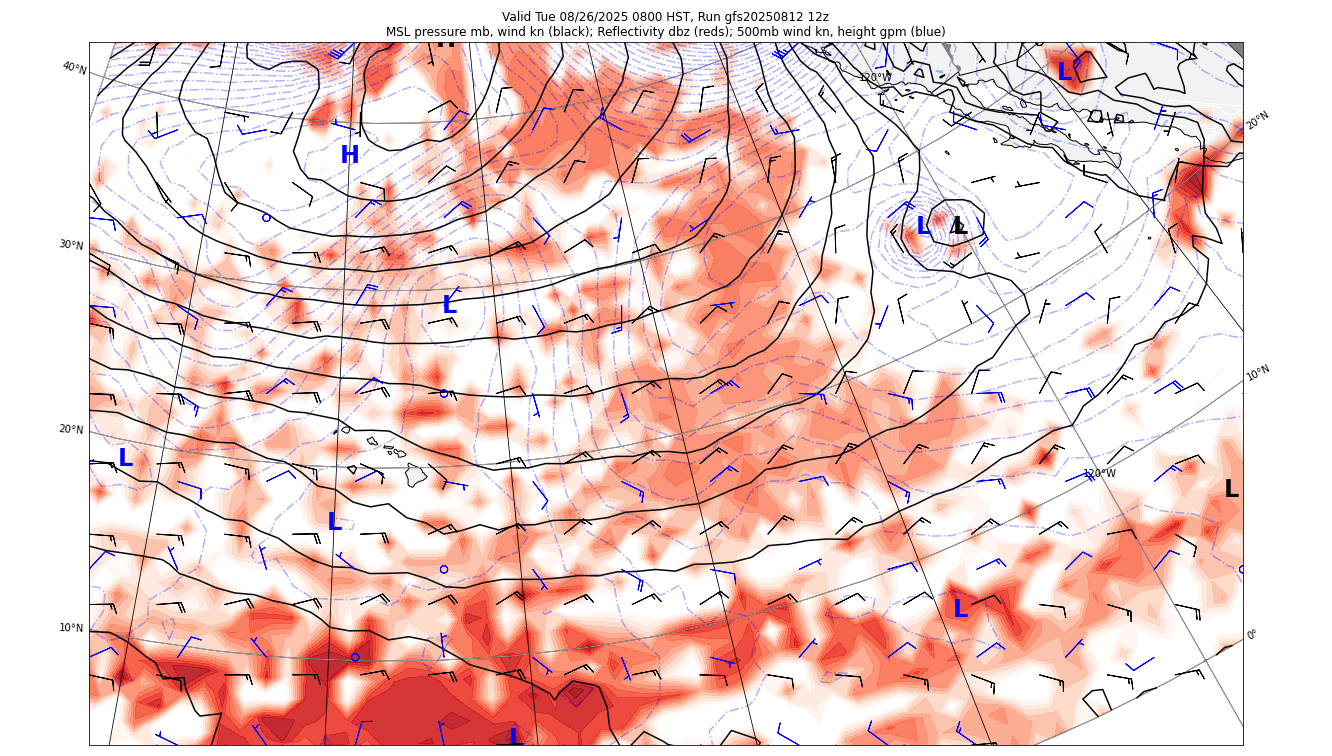 Valid Tue 08/26/2025 0800 HST, Run gfs20250812 12z
MSL pressure mb, wind kn (black); Reflectivity dbz (reds); 500mb wind kn, height gpm (blue)
H
40°N
L
120°W
20°N
H
L L
30°N
L
10°N
20°N
L
120°W
L
L
L
10°N
0°
L